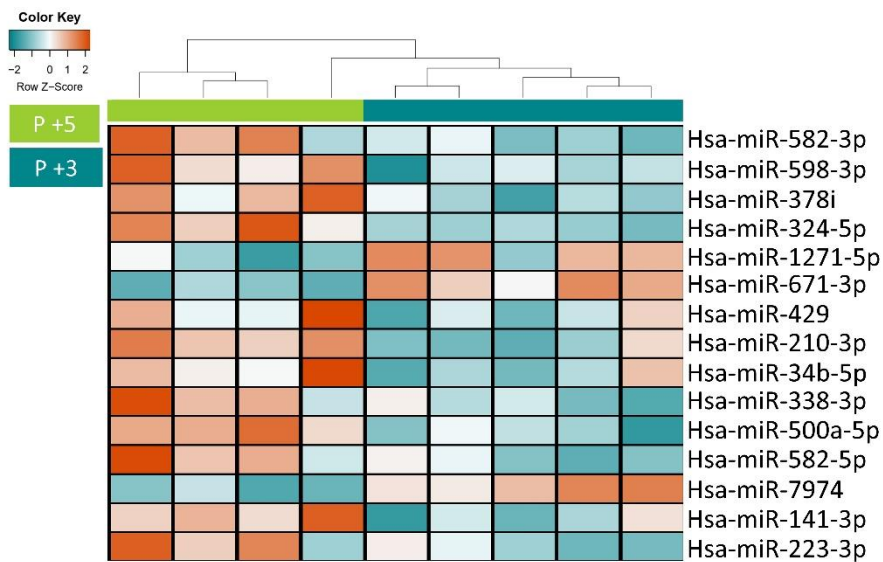 Color Key
−2 0 1 2
Row Z-Score
P +5
P +3
Hsa-miR-582-3p
Hsa-miR-598-3p
Hsa-miR-378i
Hsa-miR-324-5p
Hsa-miR-1271-5p
Hsa-miR-671-3p
Hsa-miR-429
Hsa-miR-210-3p
Hsa-miR-34b-5p
Hsa-miR-338-3p
Hsa-miR-500a-5p
Hsa-miR-582-5p
Hsa-miR-7974
Hsa-miR-141-3p
Hsa-miR-223-3p